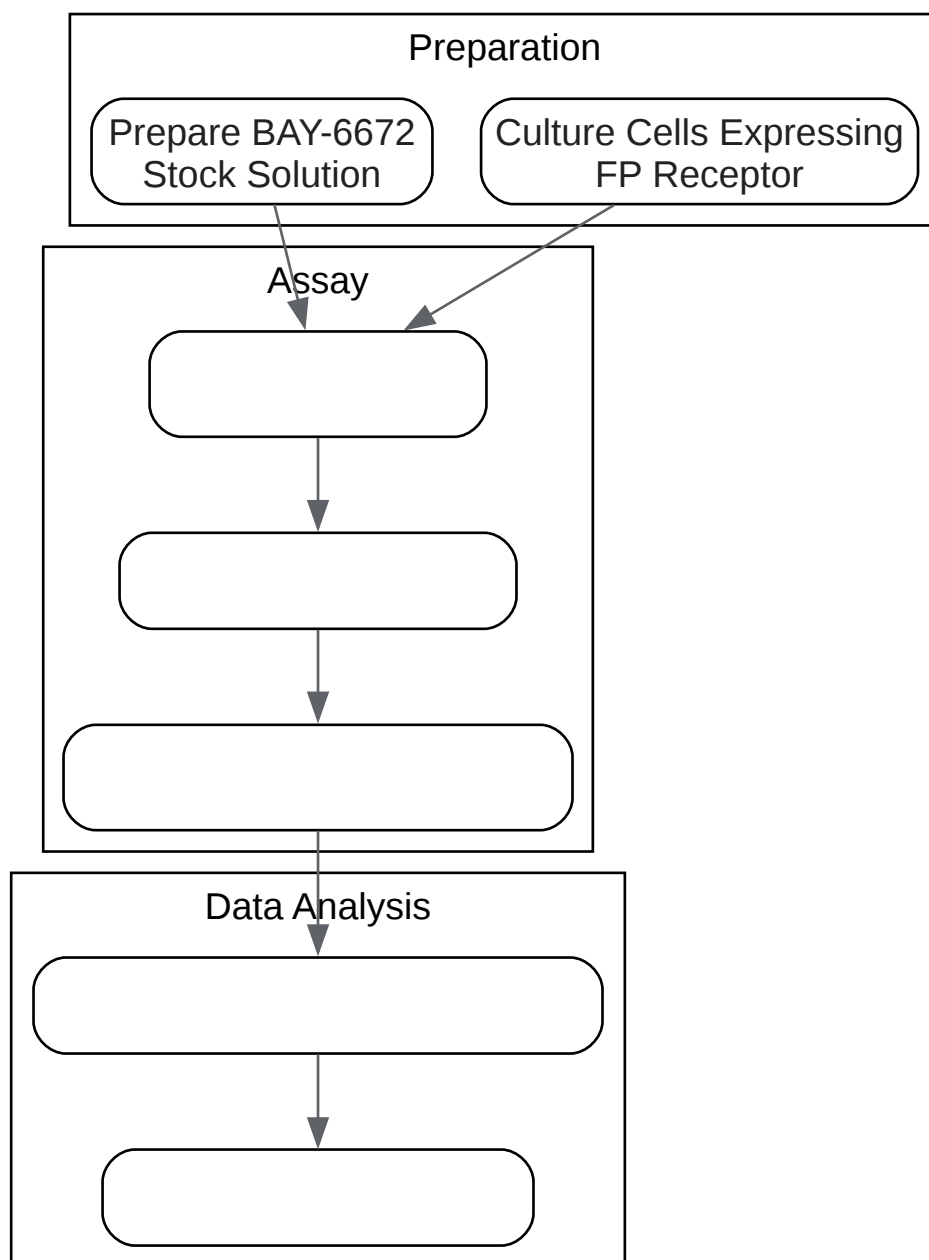 Preparation
Prepare BAY-6672
Stock Solution
Culture Cells Expressing
FP Receptor
Assay
Data Analysis